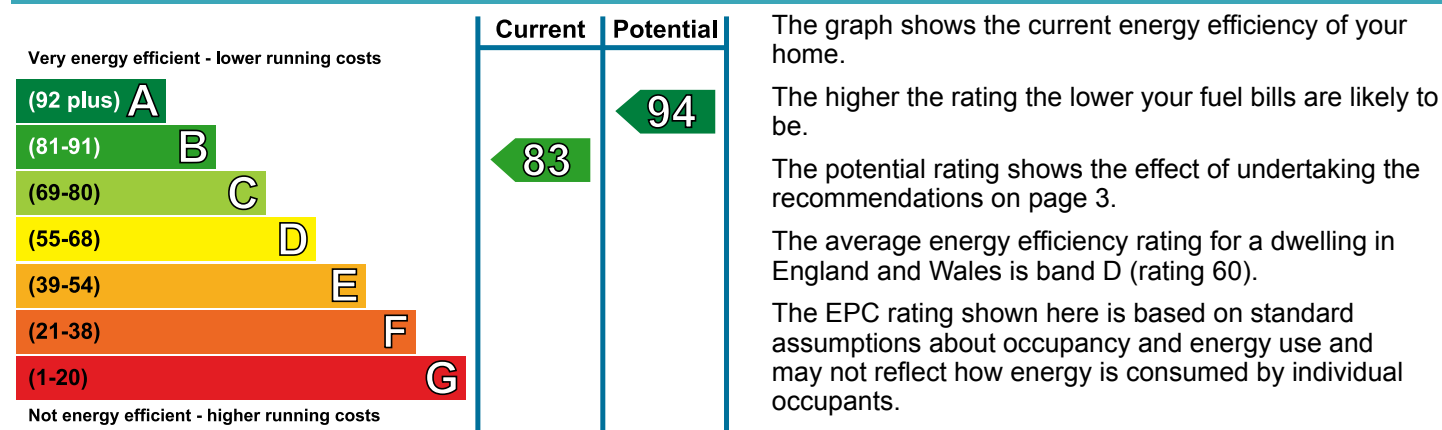 Current Potential
Very energy efficient - lower running costs
(92 plus) A
94
(81-91) B
83
(69-80) C
(55-68) D
(39-54) E
(21-38) F
(1-20) G
Not energy efficient - higher running costs
The graph shows the current energy efficiency of your
home.
The higher the rating the lower your fuel bills are likely to
be.
The potential rating shows the effect of undertaking the
recommendations on page 3.
The average energy efficiency rating for a dwelling in
England and Wales is band D (rating 60).
The EPC rating shown here is based on standard
assumptions about occupancy and energy use and
may not reflect how energy is consumed by individual
occupants.